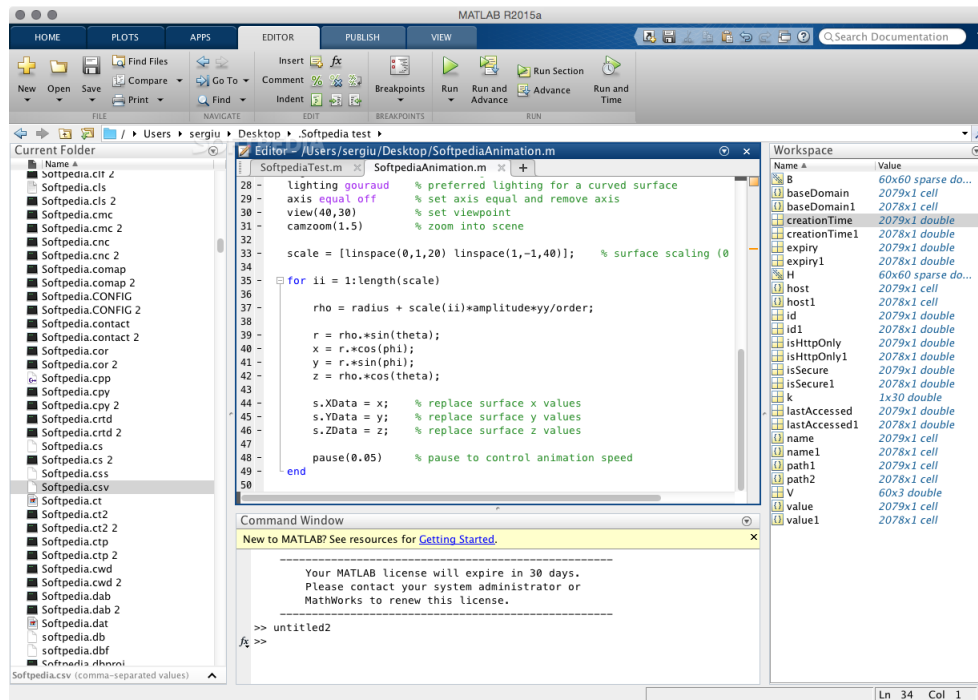 MATLAB R2015a
HOME PLOTS APPS EDITOR PUBLISH VIEW
Search Documentation
New Open Save Find Files Compare Print
Go To Find
Insert fx
Comment %
Indent
Breakpoints
Run Run and Advance Run Section Advance Run and Time
FILE NAVIGATE EDIT BREAKPOINTS RUN
/ Users sergiu Desktop .Softpedia test
Current Folder
Name
Softpedia.clf 2
Softpedia.cls
Softpedia.cls 2
Softpedia.cmc
Softpedia.cmc 2
Softpedia.cnc
Softpedia.cnc 2
Softpedia.comap
Softpedia.comap 2
Softpedia.CONFIG
Softpedia.CONFIG 2
Softpedia.contact
Softpedia.contact 2
Softpedia.cor
Softpedia.cor 2
Softpedia.cpp
Softpedia.cpy
Softpedia.cpy 2
Softpedia.crtd
Softpedia.crtd 2
Softpedia.cs
Softpedia.cs 2
Softpedia.css
Softpedia.csv
Softpedia.ct
Softpedia.ct2
Softpedia.ct2 2
Softpedia.ctp
Softpedia.ctp 2
Softpedia.cwd
Softpedia.cwd 2
Softpedia.dab
Softpedia.dab 2
Softpedia.dat
softpedia.db
softpedia.dbf
Softpedia.dbproj
Softpedia.csv (comma-separated values)
Editor - /Users/sergiu/Desktop/SoftpediaAnimation.m
SoftpediaTest.m SoftpediaAnimation.m +
28 - lighting gouraud % preferred lighting for a curved surface
29 - axis equal off % set axis equal and remove axis
30 - view(40,30) % set viewpoint
31 - camzoom(1.5) % zoom into scene
32
33 - scale = [linspace(0,1,20) linspace(1,-1,40)]; % surface scaling (0
34
35 - for ii = 1:length(scale)
36
37 - rho = radius + scale(ii)*amplitude*yy/order;
38
39 - r = rho.*sin(theta);
40 - x = r.*cos(phi);
41 - y = r.*sin(phi);
42 - z = rho.*cos(theta);
43
44 - s.XData = x; % replace surface x values
45 - s.YData = y; % replace surface y values
46 - s.ZData = z; % replace surface z values
47
48 - pause(0.05) % pause to control animation speed
49 - end
50
Command Window
New to MATLAB? See resources for Getting Started.
Your MATLAB license will expire in 30 days.
Please contact your system administrator or
MathWorks to renew this license.
>> untitled2
fx >>
Workspace
Name Value
B 60x60 sparse do...
baseDomain 2079x1 cell
baseDomain1 2078x1 cell
creationTime 2079x1 double
creationTime1 2078x1 double
expiry 2079x1 double
expiry1 2078x1 double
H 60x60 sparse do...
host 2079x1 cell
host1 2078x1 cell
id 2079x1 double
id1 2078x1 double
isHttpOnly 2079x1 double
isHttpOnly1 2078x1 double
isSecure 2079x1 double
isSecure1 2078x1 double
k 1x30 double
lastAccessed 2079x1 double
lastAccessed1 2078x1 double
name 2079x1 cell
name1 2078x1 cell
path1 2079x1 cell
path2 2078x1 cell
V 60x3 double
value 2079x1 cell
value1 2078x1 cell
Ln 34 Col 1